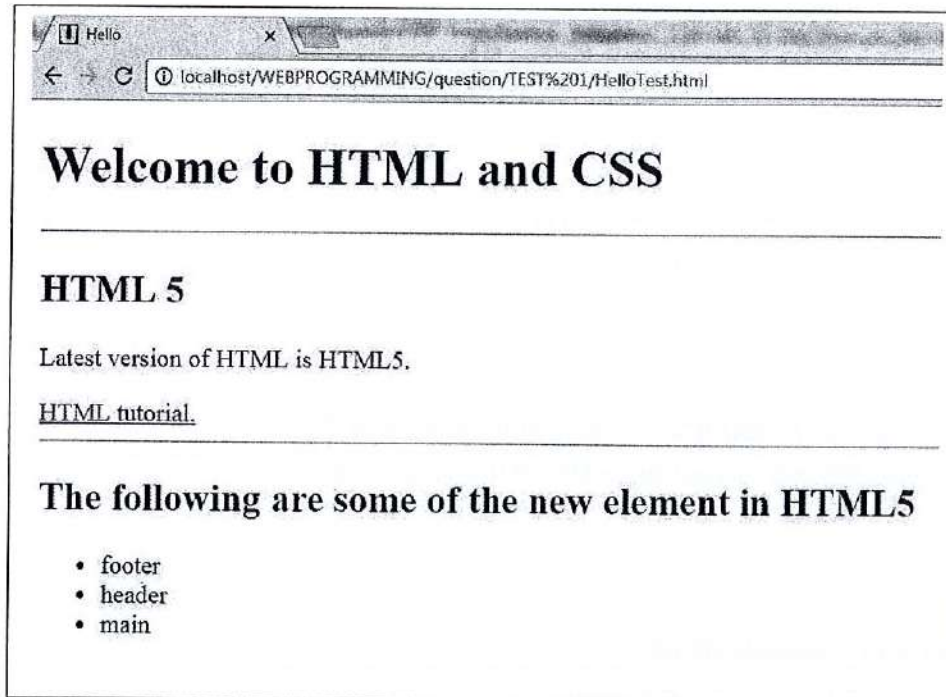 Hello
localhost/WEBPROGRAMMING/question/TEST%201/HelloTest.html
Welcome to HTML and CSS
HTML 5
Latest version of HTML is HTML5.
HTML tutorial.
The following are some of the new element in HTML5
• footer
• header
• main